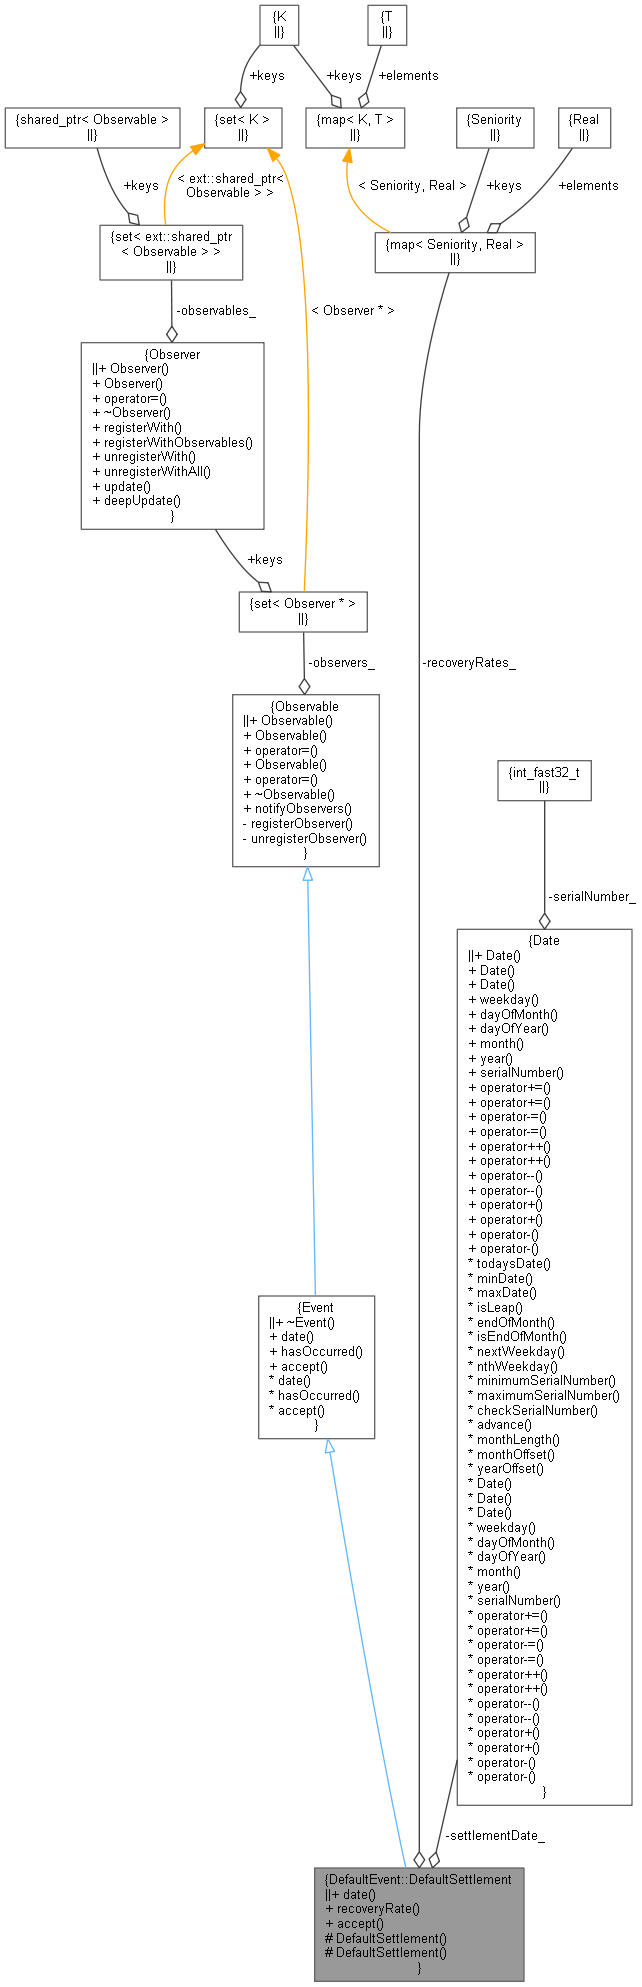 {K
||}
{T
||}
+keys
+keys
+elements
{shared_ptr< Observable >
||}
{set< K >
||}
{map< K, T >
||}
{Seniority
||}
{Real
||}
+keys
< ext::shared_ptr<
Observable > >
< Seniority, Real >
+keys
+elements
{set< ext::shared_ptr
< Observable > >
||}
{map< Seniority, Real >
||}
-observables_
< Observer * >
{Observer
||+ Observer()
+ Observer()
+ operator=()
+ ~Observer()
+ registerWith()
+ registerWithObservables()
+ unregisterWith()
+ unregisterWithAll()
+ update()
+ deepUpdate()
}
+keys
{set< Observer * >
||}
-observers_
-recoveryRates_
{Observable
||+ Observable()
+ Observable()
+ operator=()
+ Observable()
+ operator=()
+ ~Observable()
+ notifyObservers()
- registerObserver()
- unregisterObserver()
}
{int_fast32_t
||}
-serialNumber_
{Date
||+ Date()
+ Date()
+ Date()
+ weekday()
+ dayOfMonth()
+ dayOfYear()
+ month()
+ year()
+ serialNumber()
+ operator+=()
+ operator+=()
+ operator-=()
+ operator-=()
+ operator++()
+ operator++()
+ operator--()
+ operator--()
+ operator+()
+ operator+()
+ operator-()
+ operator-()
* todaysDate()
* minDate()
* maxDate()
* isLeap()
* endOfMonth()
* isEndOfMonth()
* nextWeekday()
* nthWeekday()
* minimumSerialNumber()
* maximumSerialNumber()
* checkSerialNumber()
* advance()
* monthLength()
* monthOffset()
* yearOffset()
* Date()
* Date()
* Date()
* weekday()
* dayOfMonth()
* dayOfYear()
* month()
* year()
* serialNumber()
* operator+=()
* operator+=()
* operator-=()
* operator-=()
* operator++()
* operator++()
* operator--()
* operator--()
* operator+()
* operator+()
* operator-()
* operator-()
}
{Event
||+ ~Event()
+ date()
+ hasOccurred()
+ accept()
* date()
* hasOccurred()
* accept()
}
-settlementDate_
{DefaultEvent::DefaultSettlement
||+ date()
+ recoveryRate()
+ accept()
# DefaultSettlement()
# DefaultSettlement()
}